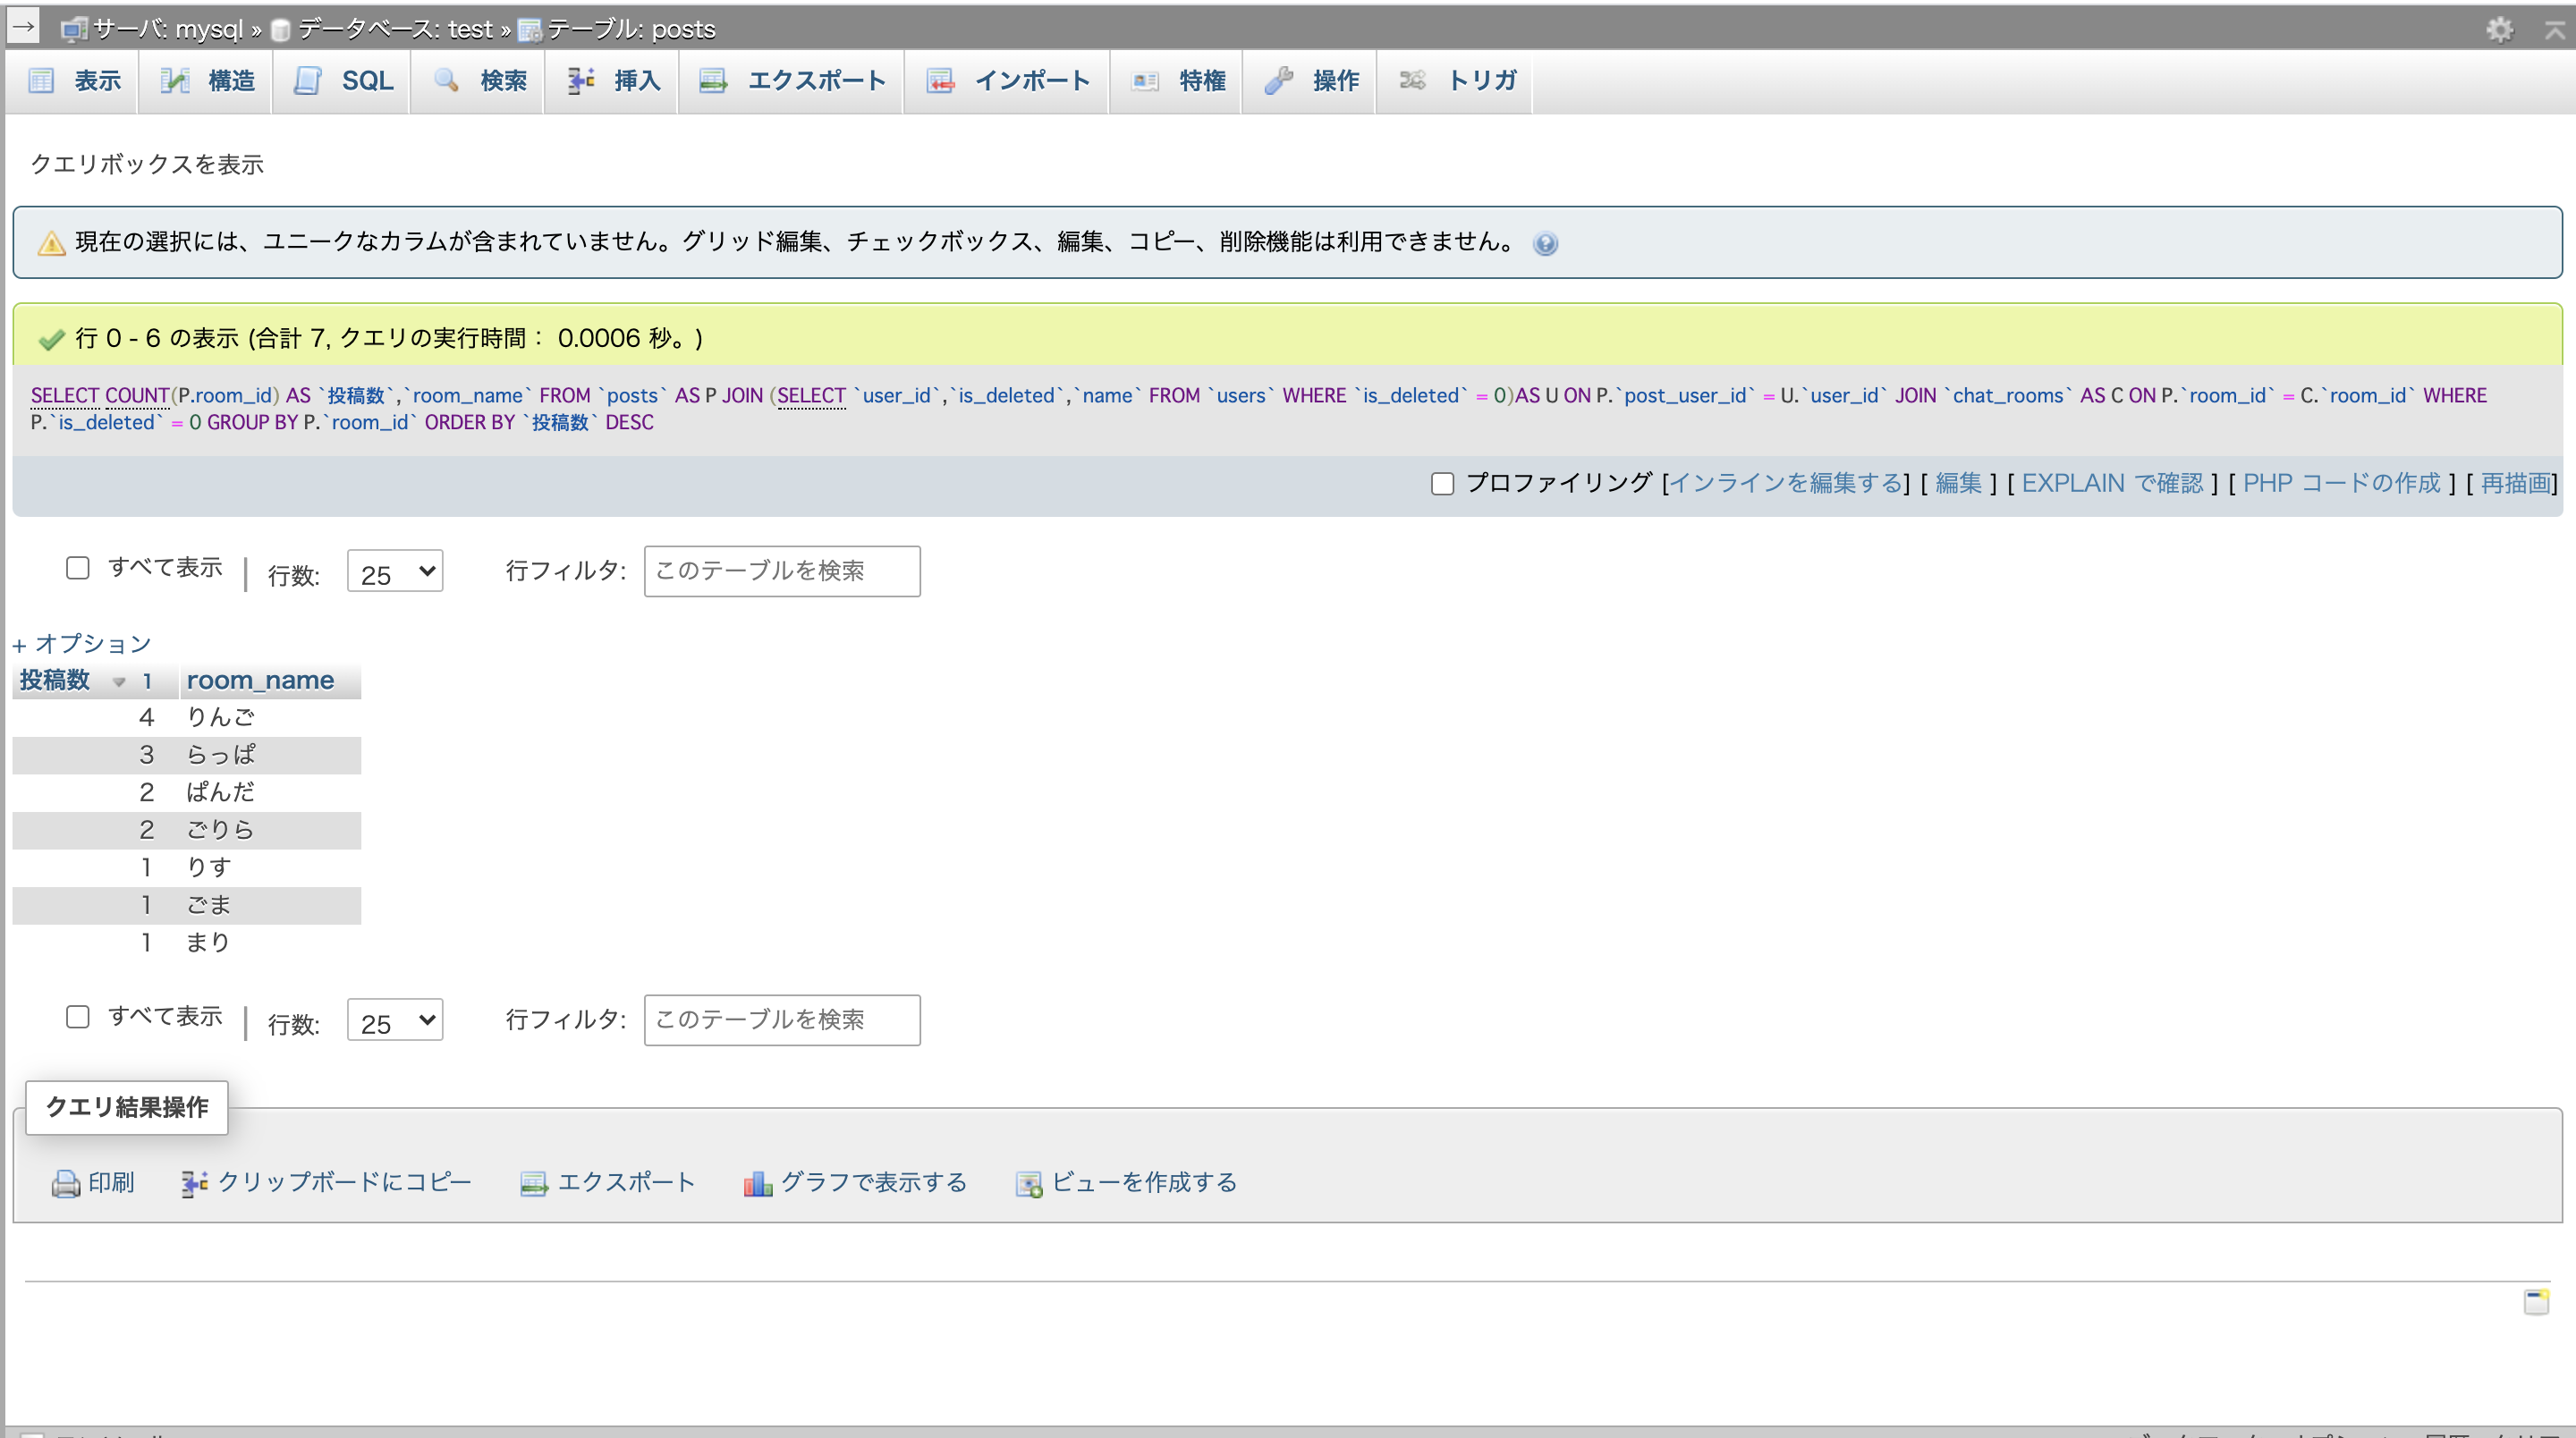 → サーバ: mysql » データベース: test » テーブル: posts
表示 構造 SQL 検索 挿入 エクスポート インポート 特権 操作 トリガ
クエリボックスを表示
現在の選択には、ユニークなカラムが含まれていません。グリッド編集、チェックボックス、編集、コピー、削除機能は利用できません。
行 0 - 6 の表示 (合計 7, クエリの実行時間： 0.0006 秒。)
SELECT COUNT(P.room_id) AS `投稿数`,`room_name` FROM `posts` AS P JOIN (SELECT `user_id`,`is_deleted`,`name` FROM `users` WHERE `is_deleted` = 0)AS U ON P.`post_user_id` = U.`user_id` JOIN `chat_rooms` AS C ON P.`room_id` = C.`room_id` WHERE
P.`is_deleted` = 0 GROUP BY P.`room_id` ORDER BY `投稿数` DESC
プロファイリング [インラインを編集する] [ 編集 ] [ EXPLAIN で確認 ] [ PHP コードの作成 ] [ 再描画]
すべて表示 | 行数: 25 行フィルタ: このテーブルを検索
+ オプション
投稿数 1 room_name
4 りんご
3 らっぱ
2 ぱんだ
2 ごりら
1 りす
1 ごま
1 まり
すべて表示 | 行数: 25 行フィルタ: このテーブルを検索
クエリ結果操作
印刷 クリップボードにコピー エクスポート グラフで表示する ビューを作成する